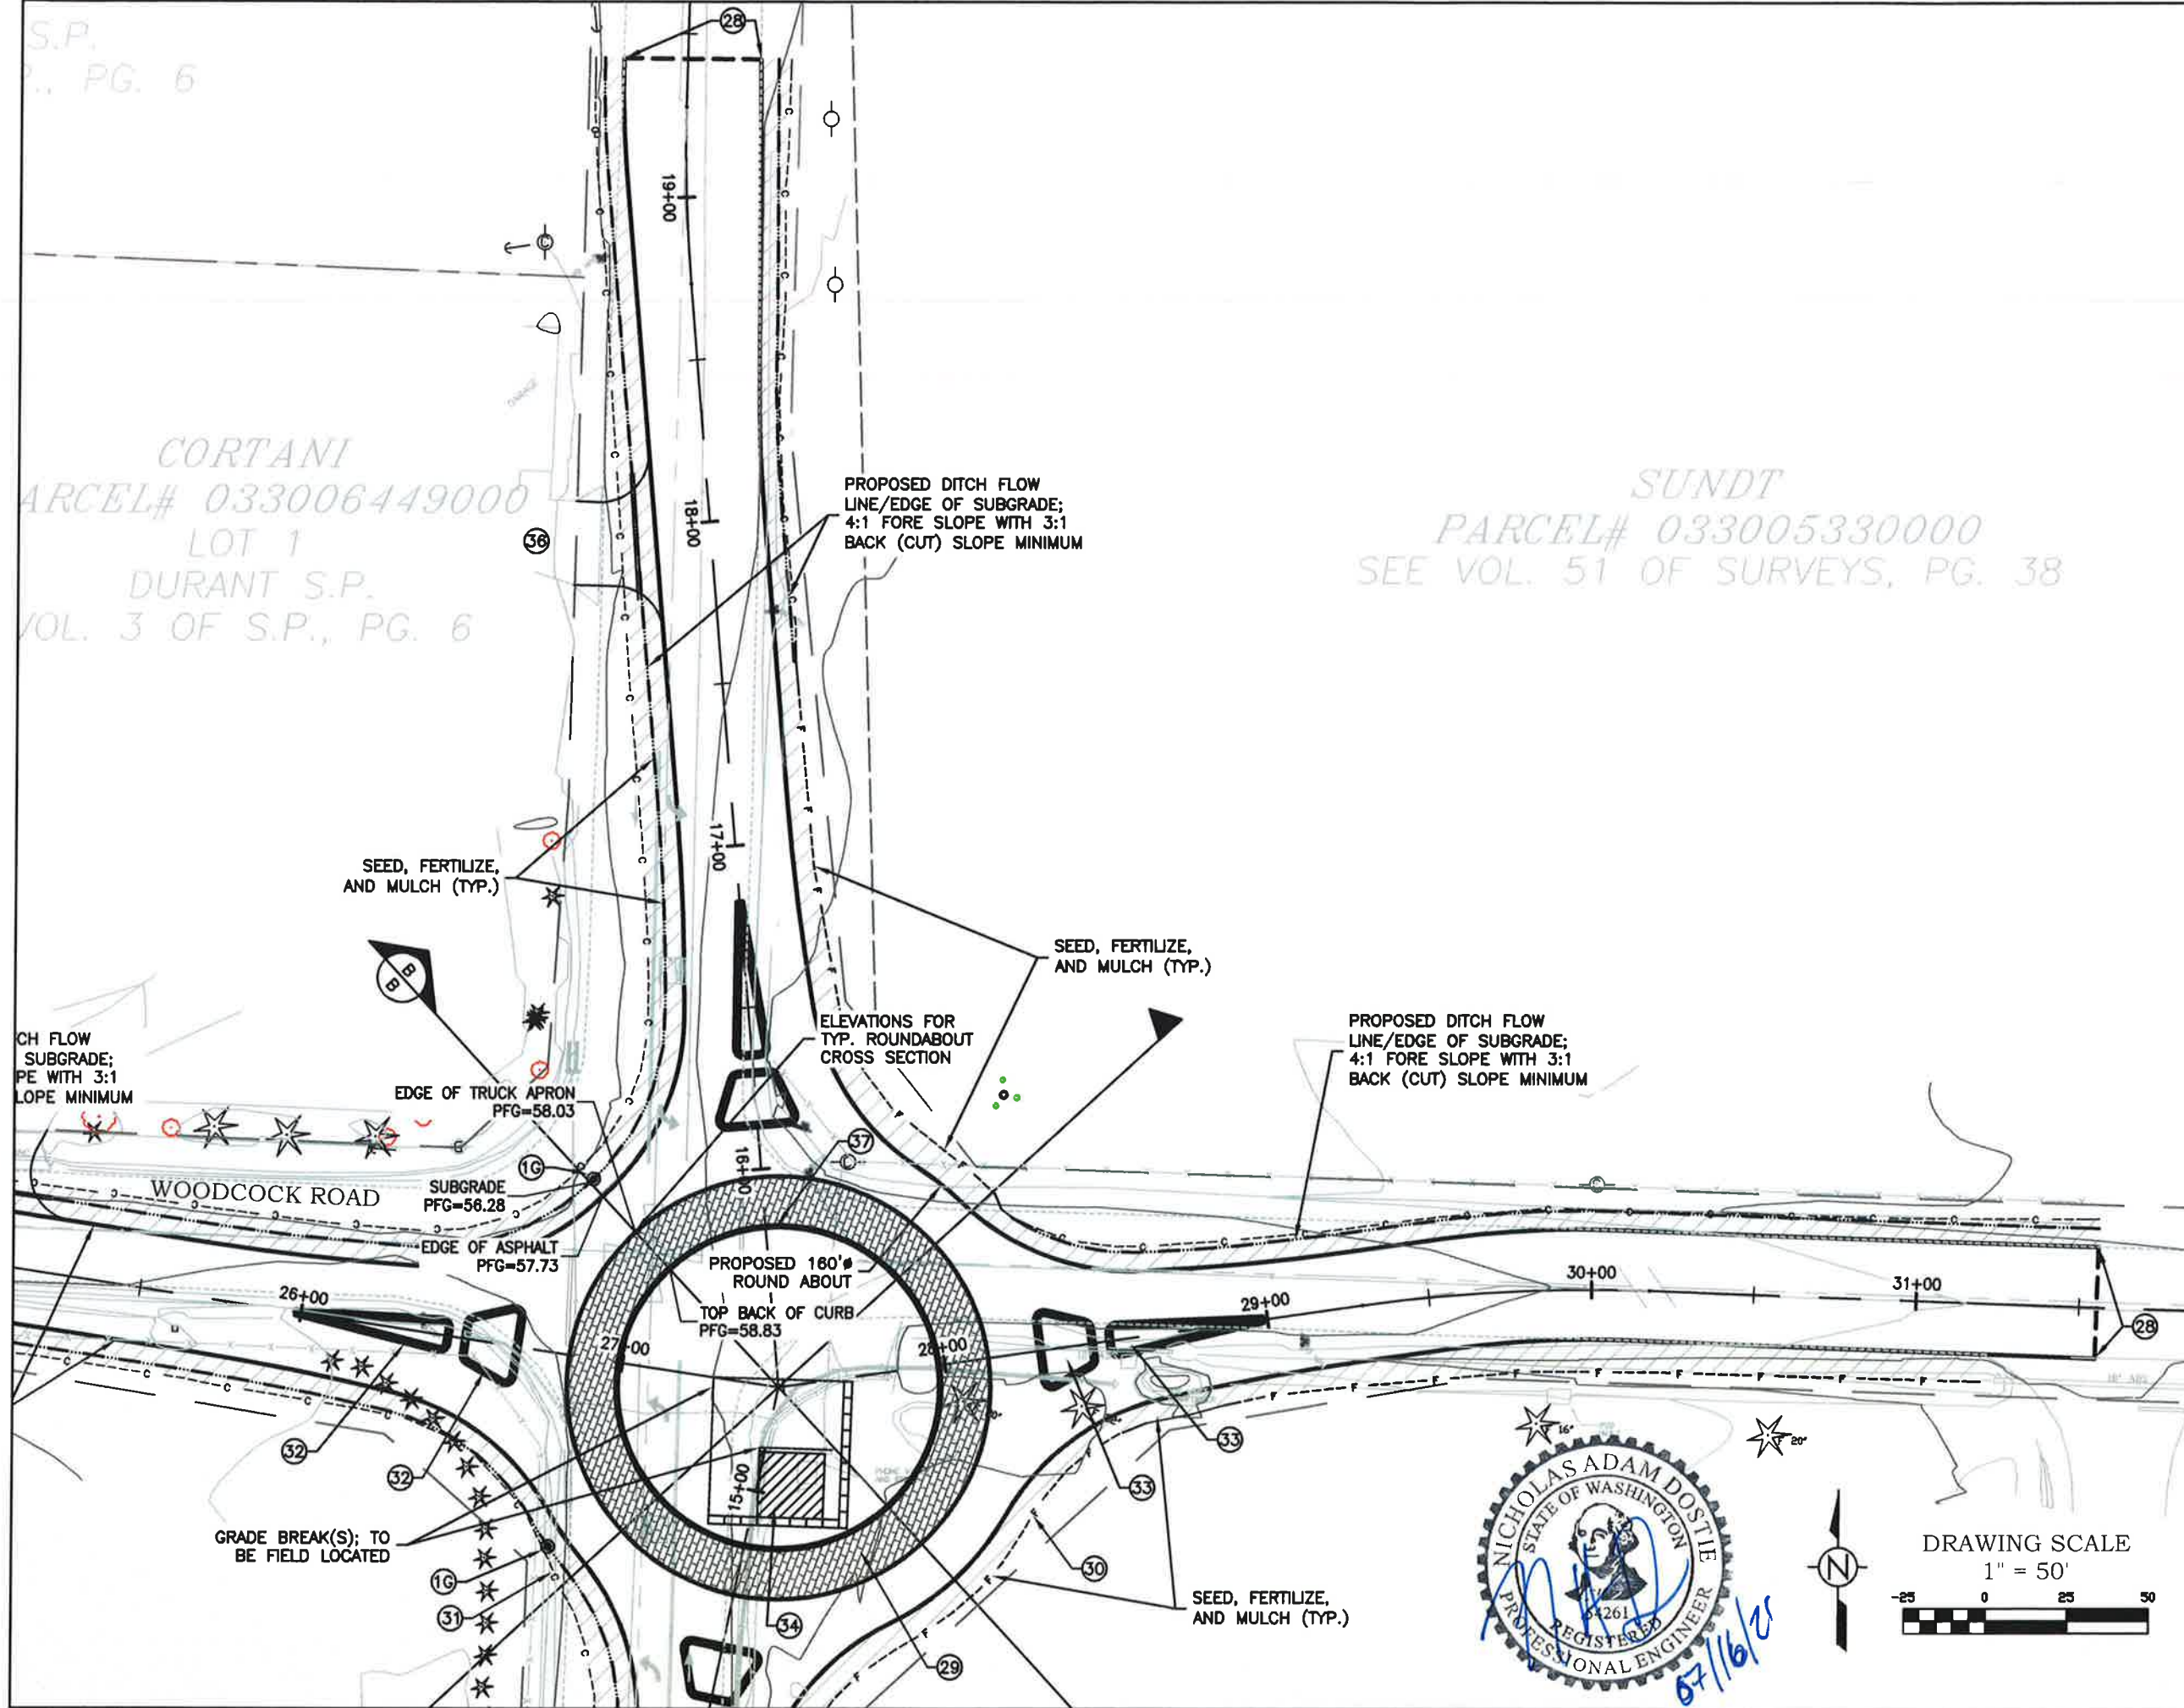 S.P.
PG. 6
28
19+00
C
CORTANI
ARCEL# 033006449000
LOT 1
DURANT S.P.
VOL. 3 OF S.P., PG. 6
GARAGE
36
18+00
PROPOSED DITCH FLOW
LINE/EDGE OF SUBGRADE;
4:1 FORE SLOPE WITH 3:1
BACK (CUT) SLOPE MINIMUM
SUNDT
PARCEL# 033005330000
SEE VOL. 51 OF SURVEYS, PG. 38
17+00
SEED, FERTILIZE,
AND MULCH (TYP.)
SEED, FERTILIZE,
AND MULCH (TYP.)
B
B
CH FLOW
SUBGRADE;
PE WITH 3:1
LOPE MINIMUM
ELEVATIONS FOR
TYP. ROUNDABOUT
CROSS SECTION
PROPOSED DITCH FLOW
LINE/EDGE OF SUBGRADE;
4:1 FORE SLOPE WITH 3:1
BACK (CUT) SLOPE MINIMUM
EDGE OF TRUCK APRON
PFG=58.03
37
16+00
1G
WOODCOCK ROAD
SUBGRADE
PFG=56.28
EDGE OF ASPHALT
PFG=57.73
PROPOSED 160'ø
ROUND ABOUT
TOP BACK OF CURB
PFG=58.83
26+00
27+00
28+00
29+00
30+00
31+00
28
32
32
33
33
15+00
GRADE BREAK(S); TO
BE FIELD LOCATED
1G
31
34
29
30
SEED, FERTILIZE,
AND MULCH (TYP.)
16"
20"
NICHOLAS ADAM DOSTIE
STATE OF WASHINGTON
54261
REGISTERED
PROFESSIONAL ENGINEER
N
DRAWING SCALE
1" = 50'
-25 0 25 50